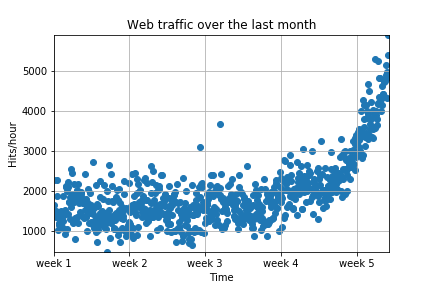 Web traffic over the last month
Hits/hour
5000
4000
3000
2000
1000
week 1 week 2 week 3 week 4 week 5
Time